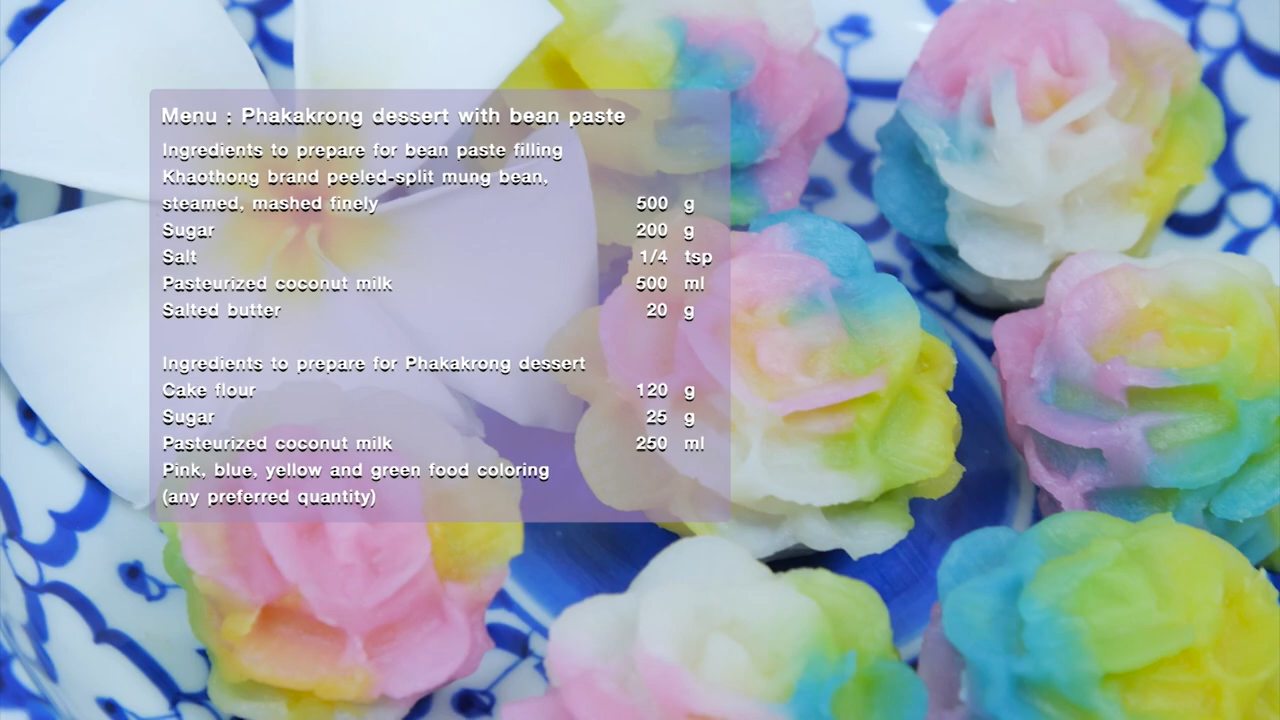 Menu : Phakakrong dessert with bean paste
Ingredients to prepare for bean paste filling
Khaothong brand peeled-split mung bean,
steamed, mashed finely 500 g
Sugar 200 g
Salt 1/4 tsp
Pasteurized coconut milk 500 ml
Salted butter 20 g
Ingredients to prepare for Phakakrong dessert
Cake flour 120 g
Sugar 25 g
Pasteurized coconut milk 250 ml
Pink, blue, yellow and green food coloring
(any preferred quantity)